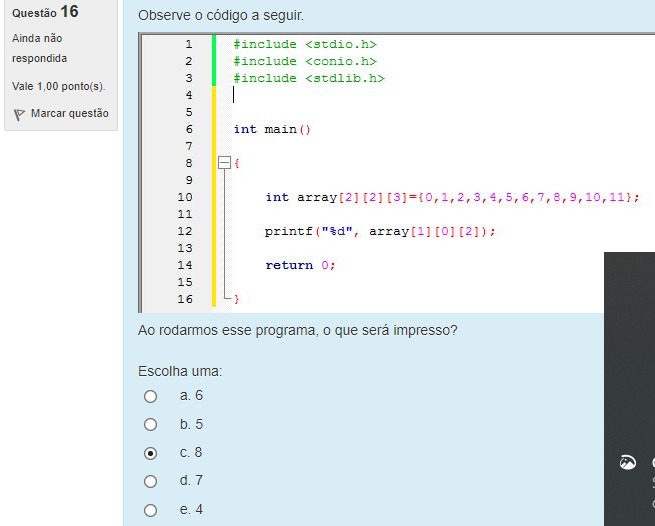 Questão 16
Ainda não
respondida
Vale 1,00 ponto(s).
Marcar questão
Observe o código a seguir.
1 #include <stdio.h>
2 #include <conio.h>
3 #include <stdlib.h>
4
5
6 int main()
7
8 {
9
10 int array[2][2][3]={0,1,2,3,4,5,6,7,8,9,10,11};
11
12 printf("%d", array[1][0][2]);
13
14 return 0;
15
16 }
Ao rodarmos esse programa, o que será impresso?
Escolha uma:
a. 6
b. 5
c. 8
d. 7
e. 4